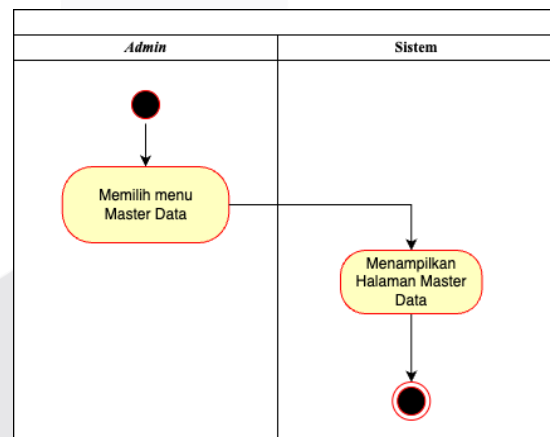 Admin
Sistem
Memilih menu
Master Data
Menampilkan
Halaman Master
Data